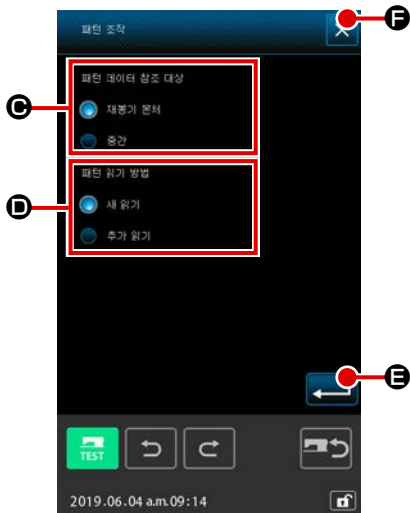 패턴 조작
F
패턴 데이터 참조 대상
C
재봉기 본체
중간
패턴 읽기 방법
D
새 읽기
추가 읽기
E
TEST
2019.06.04 a.m.09:14